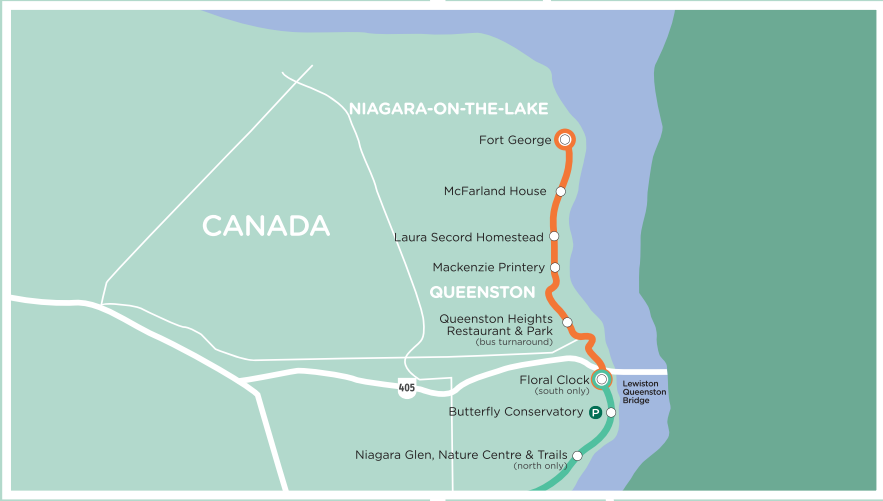 NIAGARA-ON-THE-LAKE
Fort George
McFarland House
CANADA
Laura Secord Homestead
Mackenzie Printery
QUEENSTON
Queenston Heights
Restaurant & Park
(bus turnaround)
Floral Clock
(south only)
405
Lewiston
Queenston
Bridge
Butterfly Conservatory
P
Niagara Glen, Nature Centre & Trails
(north only)